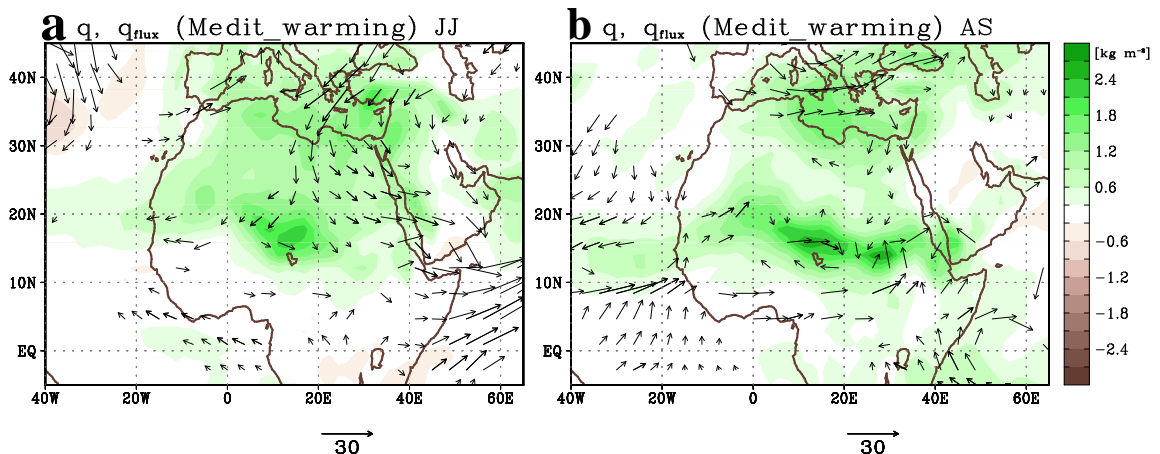 a q, qflux (Medit_warming) JJ
b q, qflux (Medit_warming) AS
40N
30N
20N
10N
EQ
40W 20W 0 20E 40E 60E
30
40N
30N
20N
10N
EQ
40W 20W 0 20E 40E 60E
30
[kg m⁻²]
2.4
1.8
1.2
0.6
−0.6
−1.2
−1.8
−2.4